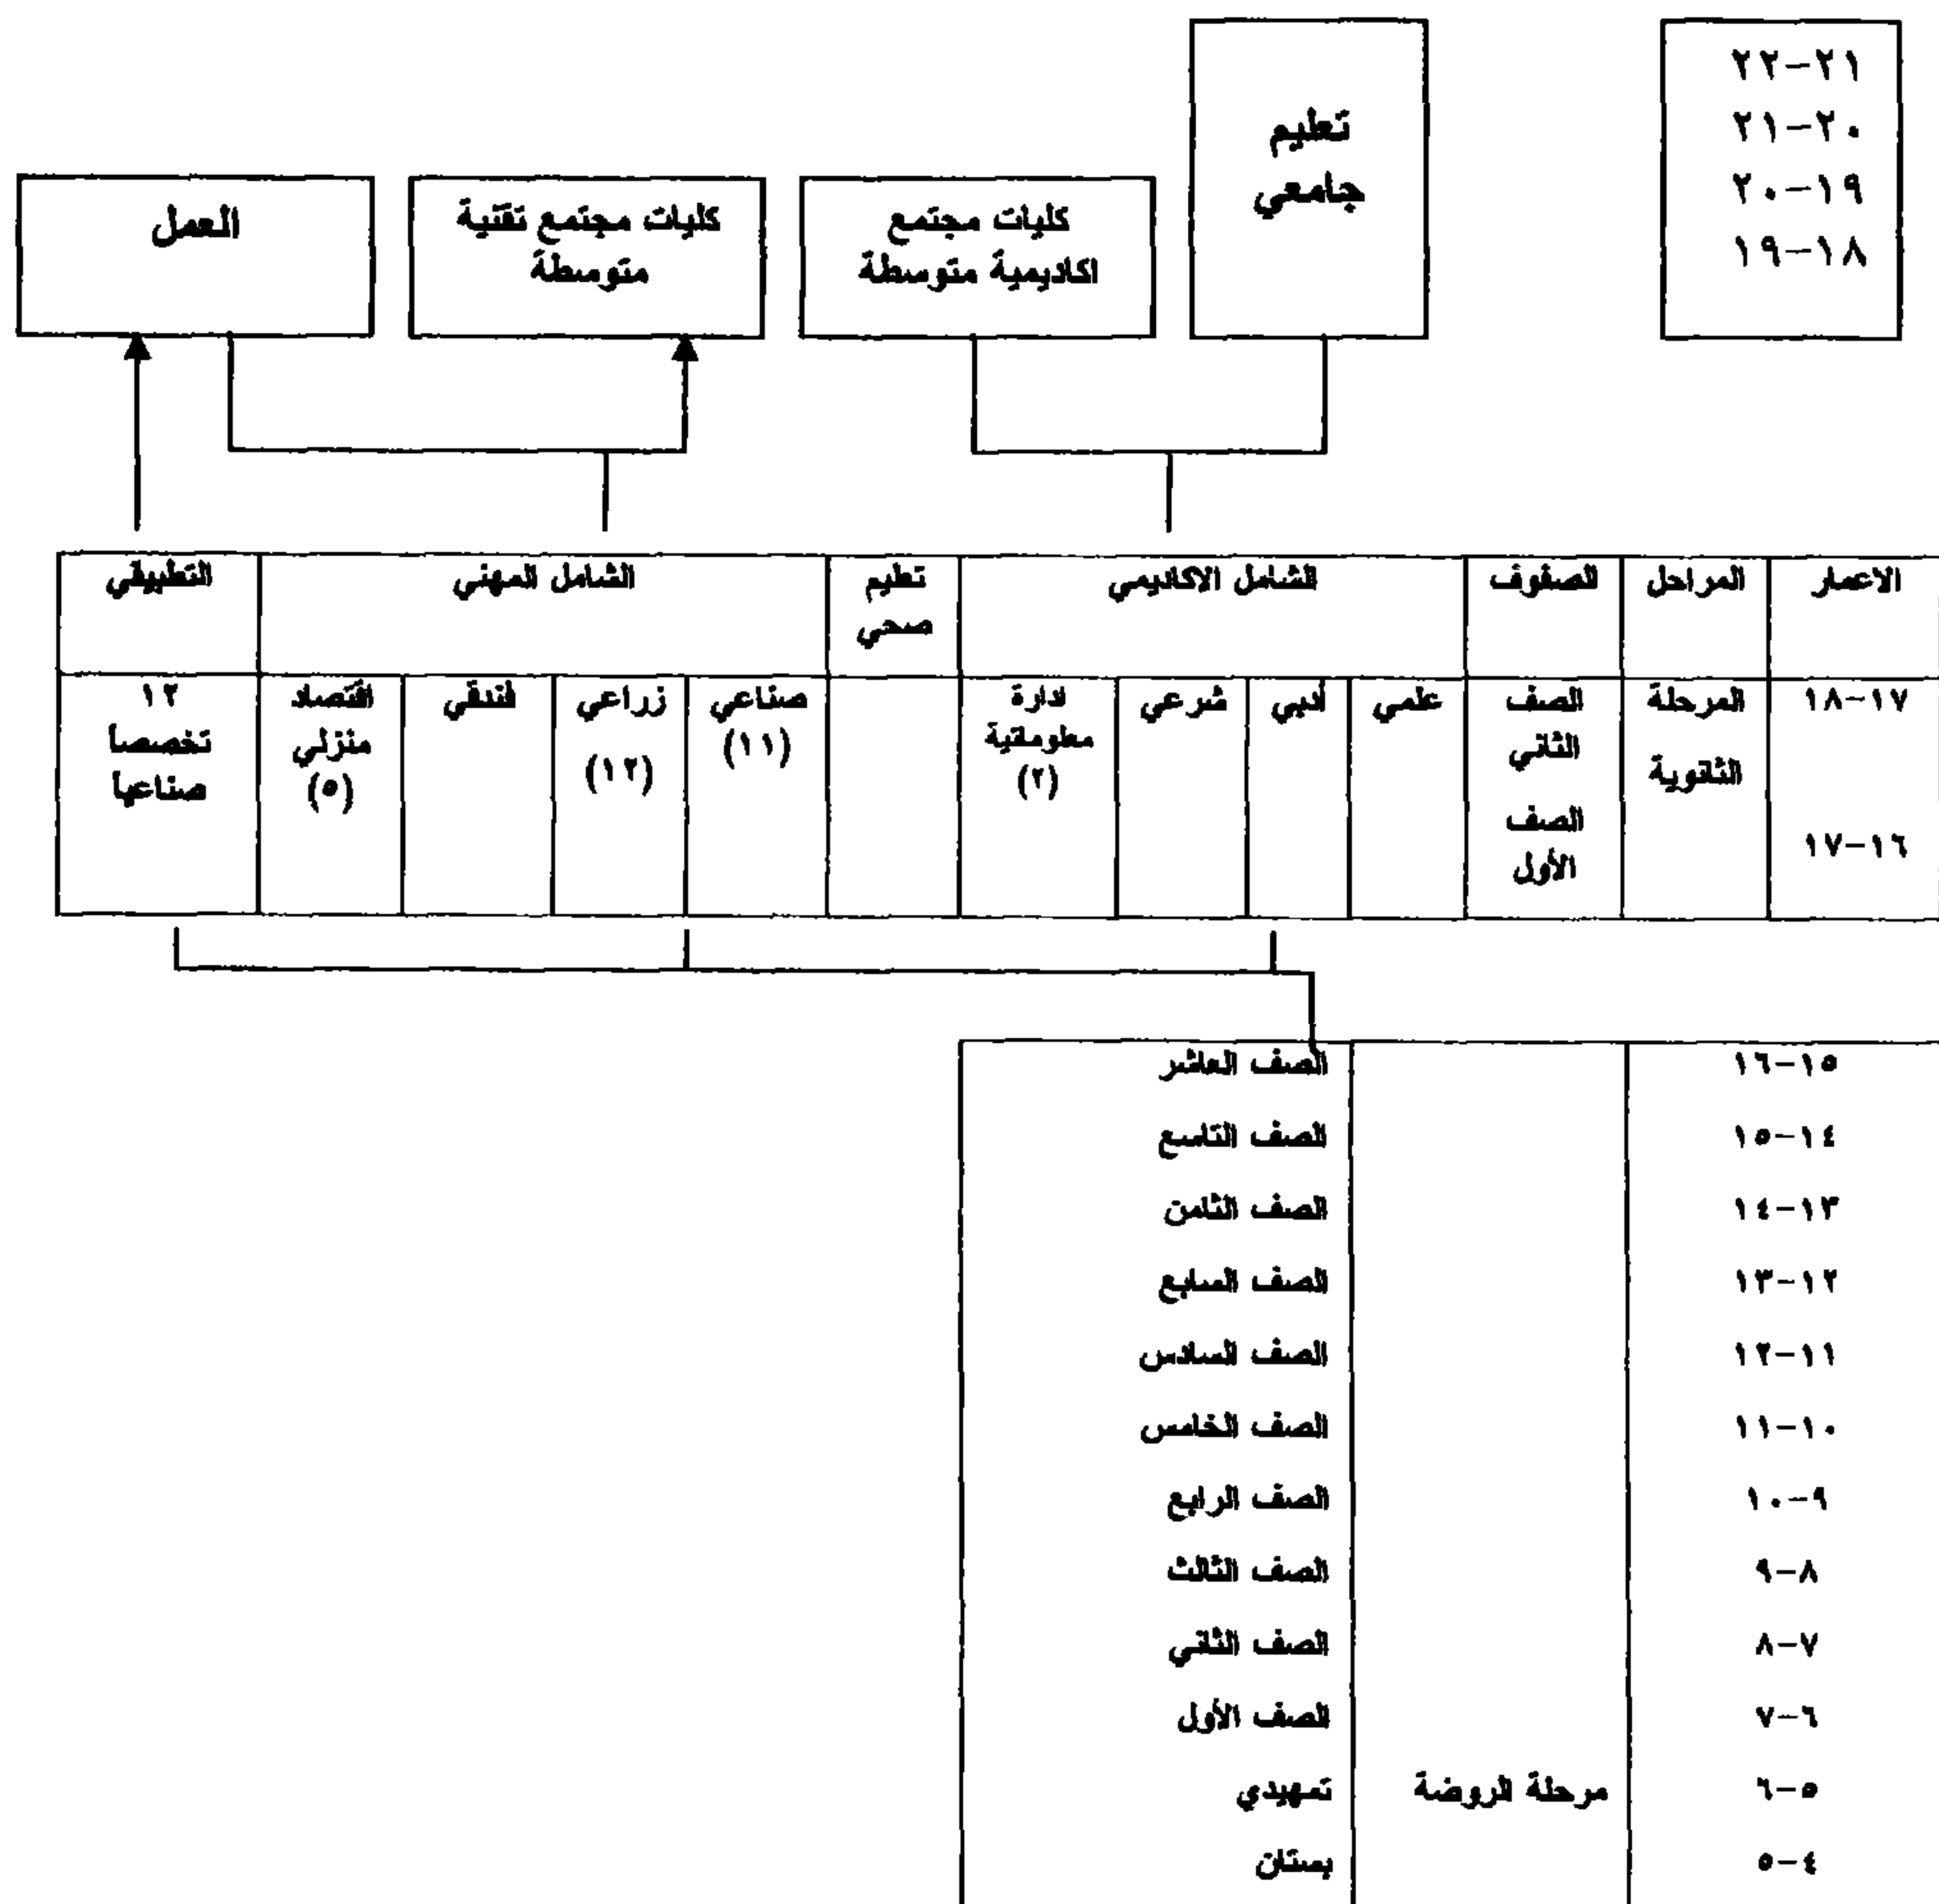 ٢١-٢٢
٢٠-٢١
١٩-٢٠
١٨-١٩
تعليم
جامعي
كليات مجتمع
اكاديمية متوسطة
كليات مجتمع تقنية
متوسطة
العمل
الاعمار
المراحل
الصفوف
الشامل الاكاديمي
تعليم
صحي
الشامل المهني
التطبيقي
١٧-١٨
١٦-١٧
المرحلة
الثانوية
الصف
الثاني
الصف
الأول
علمي
أدبي
شرعي
ادارة
معلوماتية
(٢)
صناعي
(١١)
زراعي
(١٢)
فندقي
اقتصاد
منزلي
(٥)
١٢
تخصصا
صناعيا
١٥-١٦ الصف العاشر
١٤-١٥ الصف التاسع
١٣-١٤ الصف الثامن
١٢-١٣ الصف السابع
١١-١٢ الصف السادس
١٠-١١ الصف الخامس
٩-١٠ الصف الرابع
٨-٩ الصف الثالث
٧-٨ الصف الثاني
٦-٧ الصف الأول
٥-٦ مرحلة الروضة تمهيدي
٤-٥ بستان